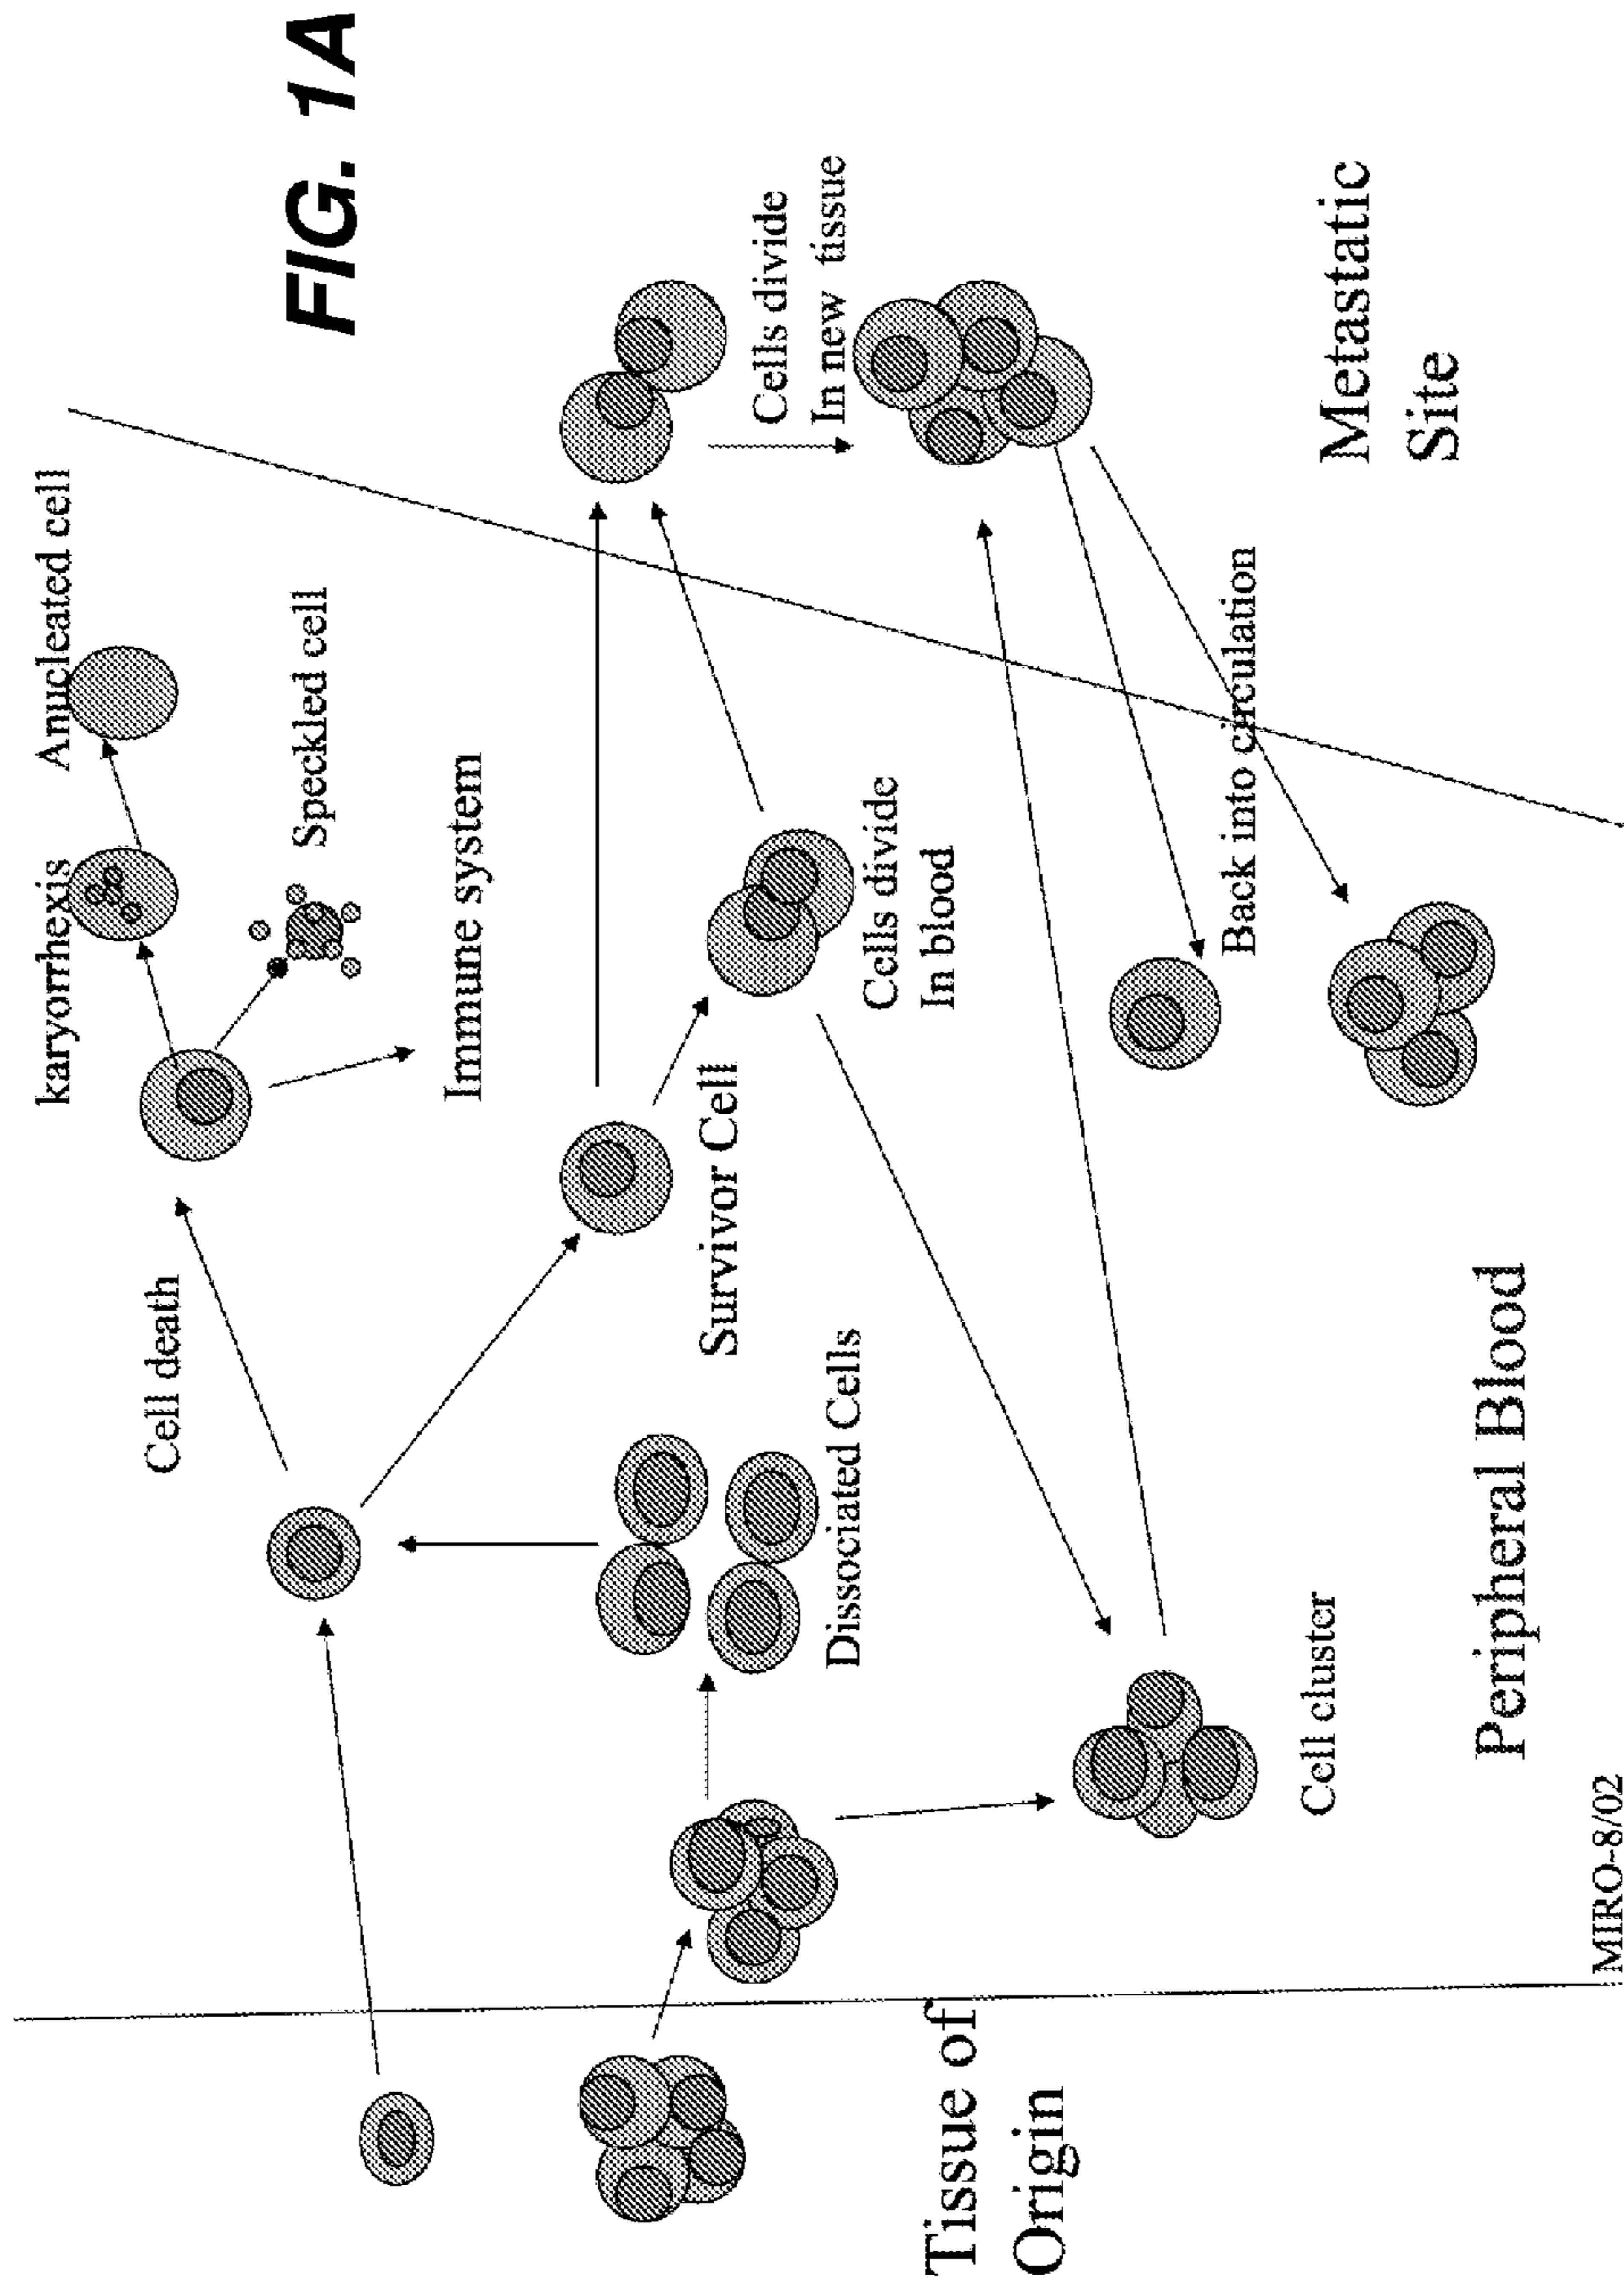 FIG. 1A
karyorrhexis
Anucleated cell
Cell death
Speckled cell
Immune system
Survivor Cell
Cells divide
In new tissue
Dissociated Cells
Cells divide
In blood
Tissue of
Origin
Back into circulation
Cell cluster
Metastatic
Site
Peripheral Blood
MIRO-8/02